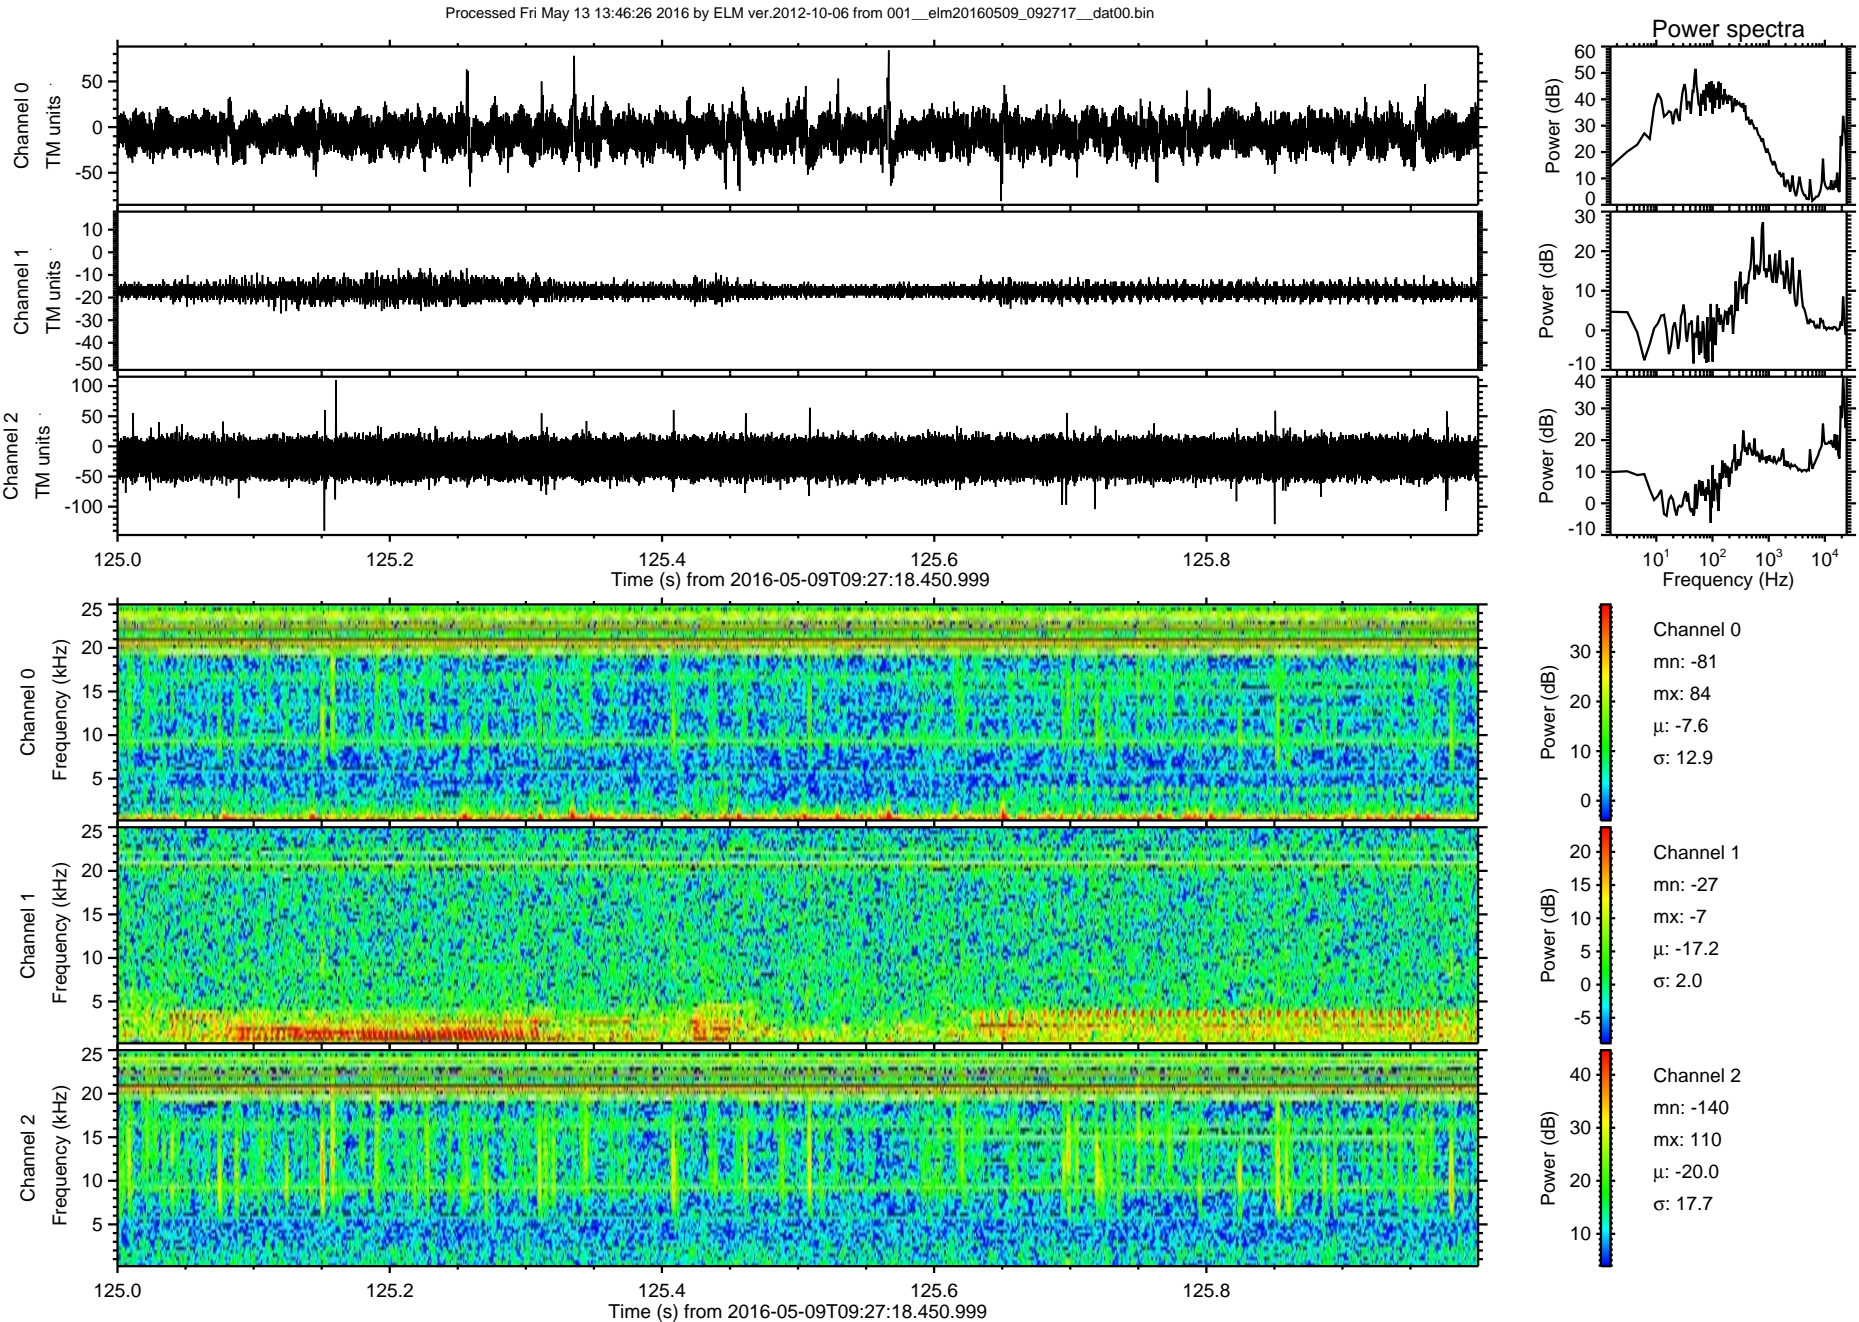 Processed Fri May 13 13:46:26 2016 by ELM ver.2012-10-06 from 001__elm20160509_092717__dat00.bin
Power spectra
Channel 0
TM units
50
0
-50
Power (dB)
60
50
40
30
20
10
0
Channel 1
TM units
10
0
-10
-20
-30
-40
-50
Power (dB)
30
20
10
0
-10
Channel 2
TM units
100
50
0
-50
-100
Power (dB)
40
30
20
10
0
-10
125.0 125.2 125.4 125.6 125.8
Time (s) from 2016-05-09T09:27:18.450.999
10^1 10^2 10^3 10^4
Frequency (Hz)
Channel 0
Frequency (kHz)
25
20
15
10
5
Power (dB)
30
20
10
0
Channel 0
mn: -81
mx: 84
μ: -7.6
σ: 12.9
Channel 1
Frequency (kHz)
25
20
15
10
5
Power (dB)
20
15
10
5
0
-5
Channel 1
mn: -27
mx: -7
μ: -17.2
σ: 2.0
Channel 2
Frequency (kHz)
25
20
15
10
5
Power (dB)
40
30
20
10
Channel 2
mn: -140
mx: 110
μ: -20.0
σ: 17.7
125.0 125.2 125.4 125.6 125.8
Time (s) from 2016-05-09T09:27:18.450.999